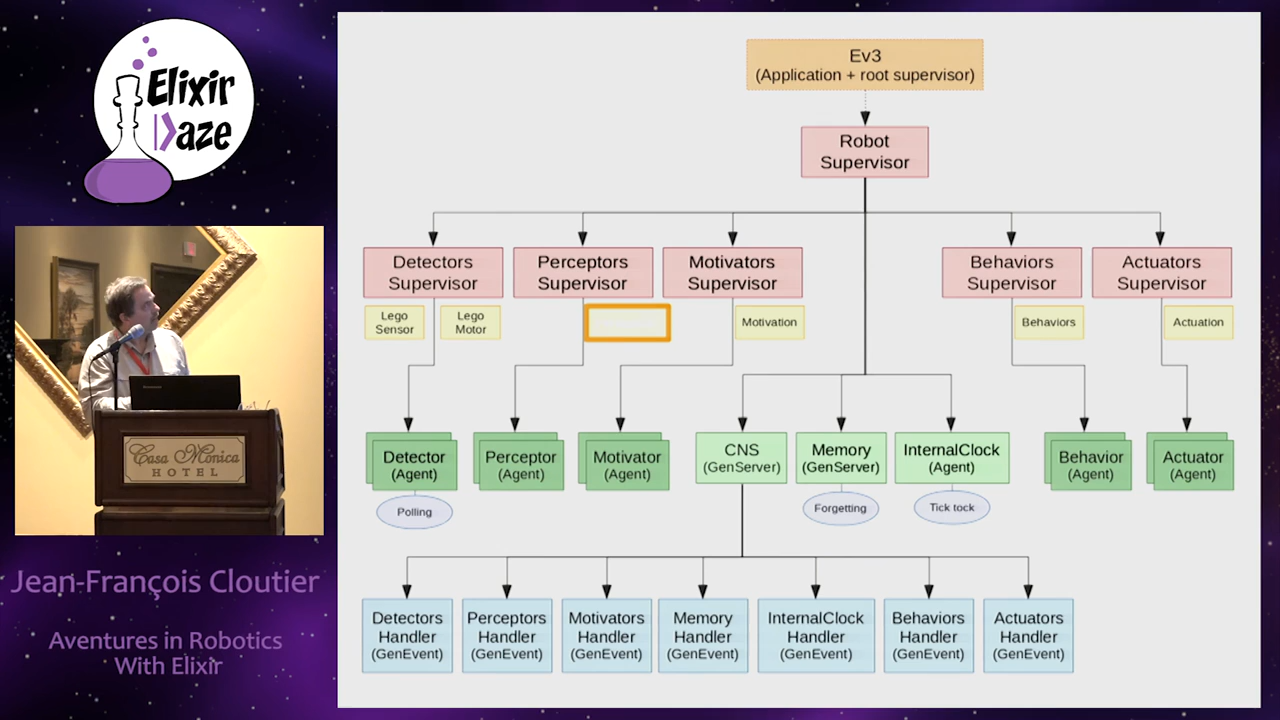 Elixir
Daze
Casa Monica
HOTEL
Jean-François Cloutier
Aventures in Robotics
With Elixir
Ev3
(Application + root supervisor)
Robot
Supervisor
Detectors
Supervisor
Perceptors
Supervisor
Motivators
Supervisor
Behaviors
Supervisor
Actuators
Supervisor
Lego
Sensor
Lego
Motor
Motivation
Behaviors
Actuation
Detector
(Agent)
Perceptor
(Agent)
Motivator
(Agent)
CNS
(GenServer)
Memory
(GenServer)
InternalClock
(Agent)
Behavior
(Agent)
Actuator
(Agent)
Polling
Forgetting
Tick tock
Detectors
Handler
(GenEvent)
Perceptors
Handler
(GenEvent)
Motivators
Handler
(GenEvent)
Memory
Handler
(GenEvent)
InternalClock
Handler
(GenEvent)
Behaviors
Handler
(GenEvent)
Actuators
Handler
(GenEvent)